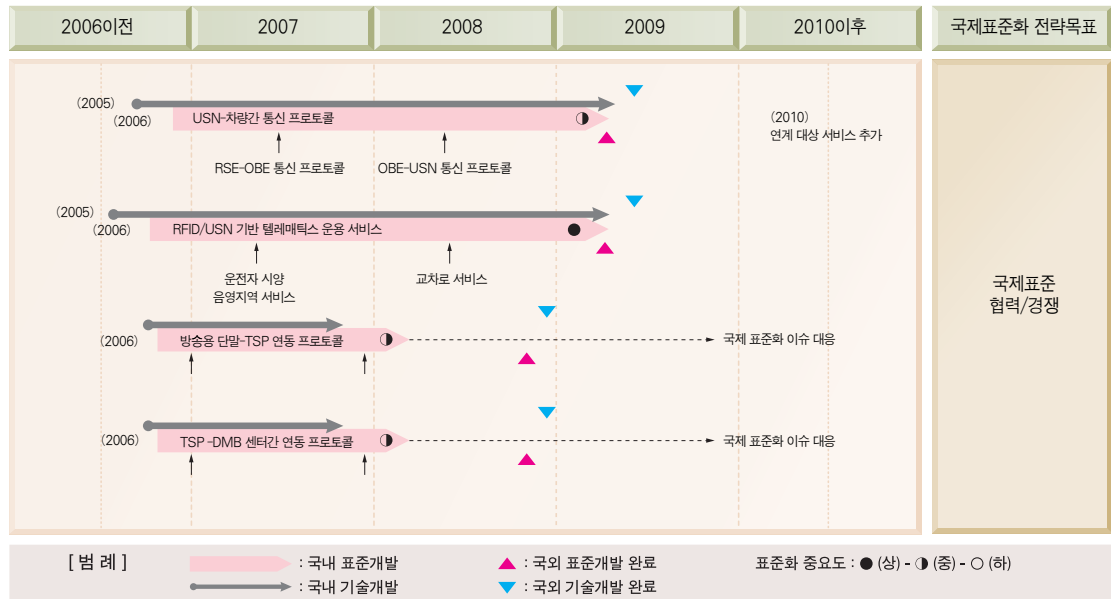 2006이전
2007
2008
2009
2010이후
국제표준화 전략목표
(2005)
(2006)
USN-차량간 통신 프로토콜
RSE-OBE 통신 프로토콜
OBE-USN 통신 프로토콜
(2010)
연계 대상 서비스 추가
(2005)
(2006)
RFID/USN 기반 텔레매틱스 운용 서비스
운전자 시양
음영지역 서비스
교차로 서비스
국제표준
협력/경쟁
(2006)
방송용 단말-TSP 연동 프로토콜
국제 표준화 이슈 대응
(2006)
TSP -DMB 센터간 연동 프로토콜
국제 표준화 이슈 대응
[ 범 례 ]
: 국내 표준개발
: 국외 표준개발 완료
표준화 중요도 : ● (상) - ◑ (중) - ○ (하)
: 국내 기술개발
: 국외 기술개발 완료